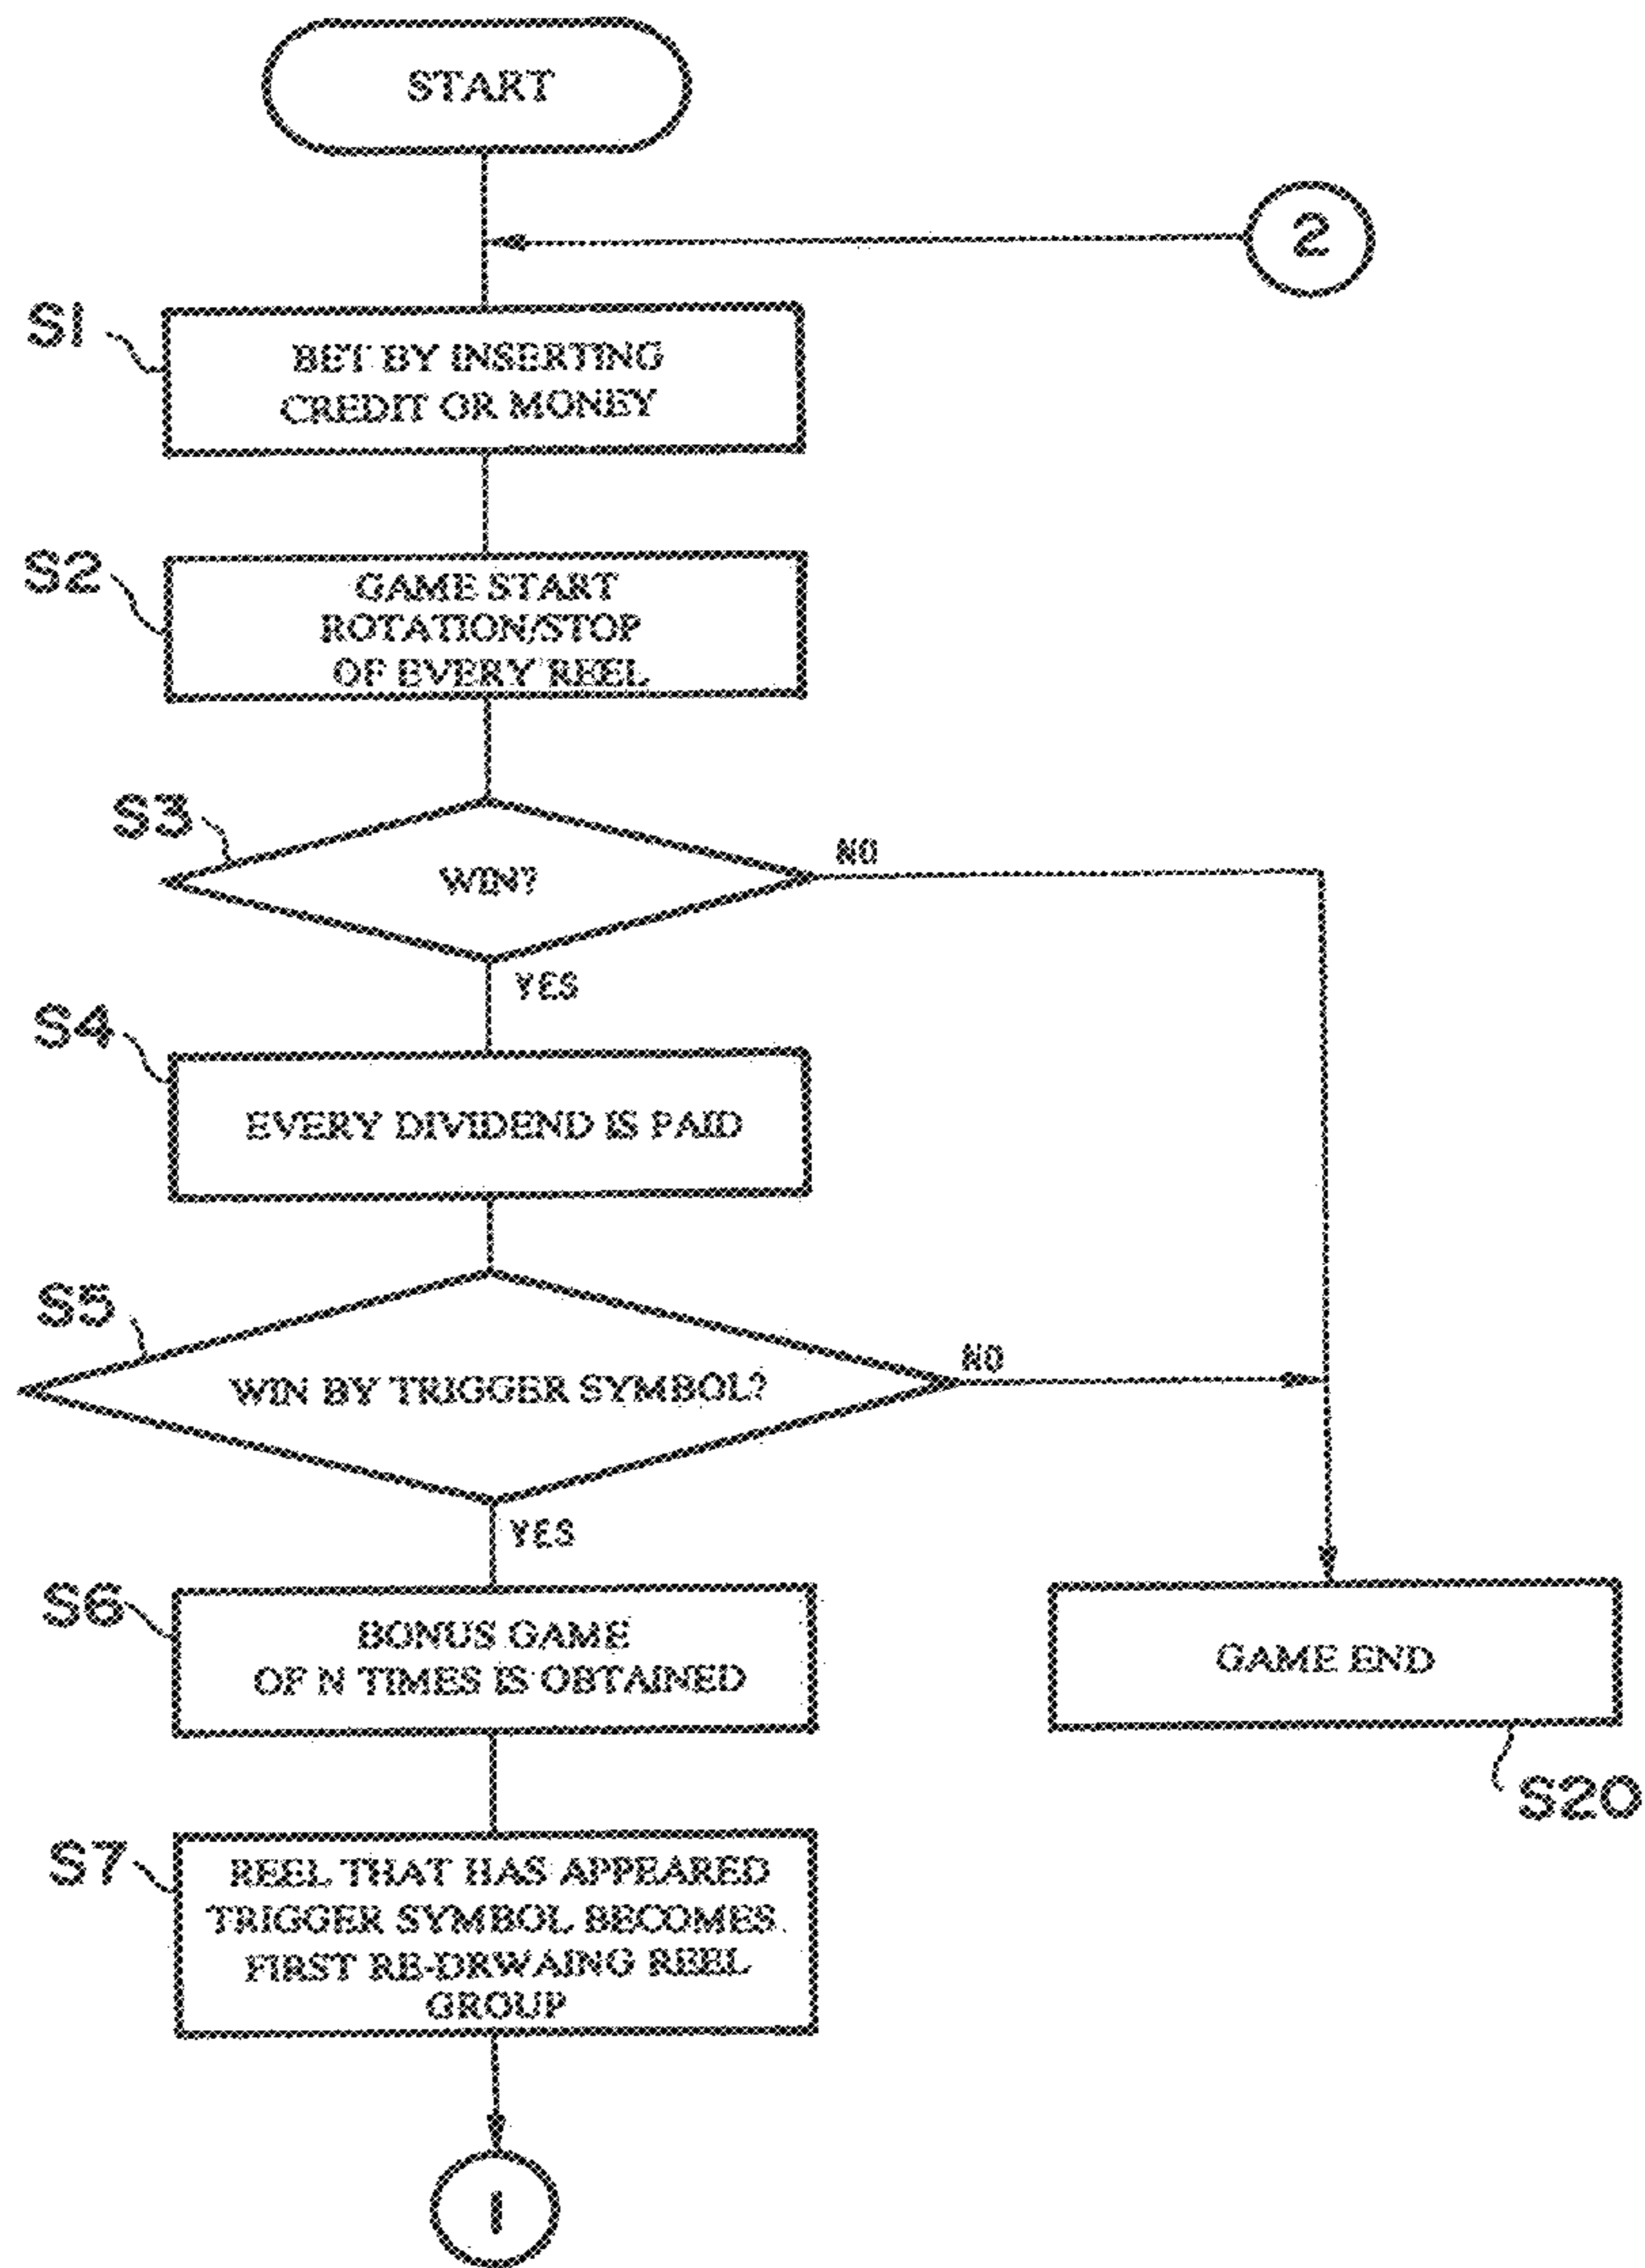 START
2
S1
BET BY INSERTING
CREDIT OR MONEY
S2
GAME START
ROTATION/STOP
OF EVERY REEL
S3
WIN?
NO
YES
S4
EVERY DIVIDEND IS PAID
S5
WIN BY TRIGGER SYMBOL?
NO
YES
S6
BONUS GAME
OF N TIMES IS OBTAINED
GAME END
S20
S7
REEL THAT HAS APPEARED
TRIGGER SYMBOL BECOMES
FIRST RE-DRWAING REEL
GROUP
1